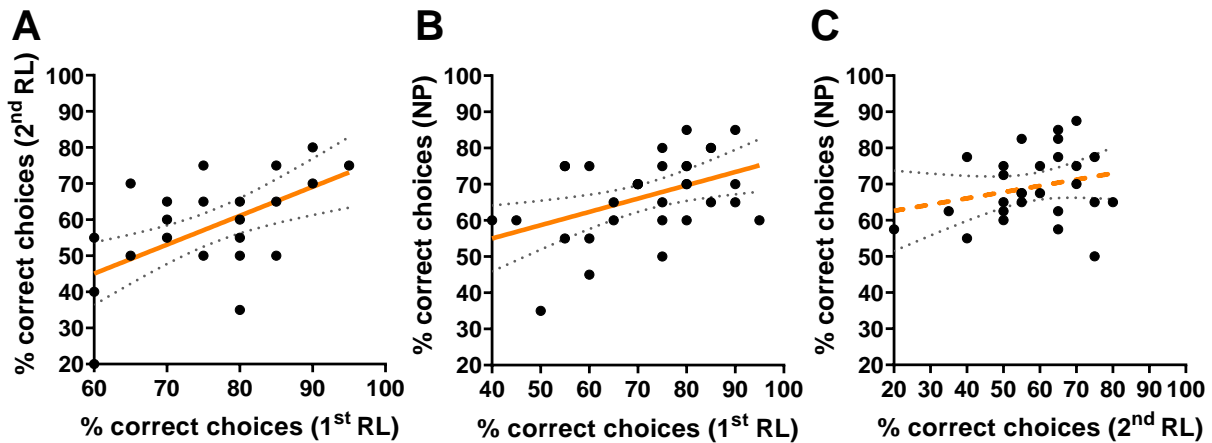 A
% correct choices (2nd RL)
100
90
80
70
60
50
40
30
20
60 70 80 90 100
% correct choices (1st RL)
B
% correct choices (NP)
100
90
80
70
60
50
40
30
20
40 50 60 70 80 90 100
% correct choices (1st RL)
C
% correct choices (NP)
100
90
80
70
60
50
40
30
20
20 30 40 50 60 70 80 90 100
% correct choices (2nd RL)